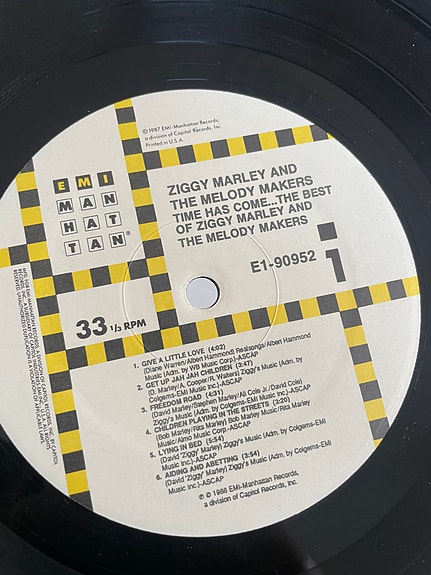 © 1987 EMI-Manhattan Records,
a division of Capitol Records, Inc.
Printed in U.S.A.
EMI
MAN
HAT
TAN®
ZIGGY MARLEY AND
THE MELODY MAKERS
TIME HAS COME...THE BEST
OF ZIGGY MARLEY AND
THE MELODY MAKERS
E1-90952
1
33 1/3 RPM
1. GIVE A LITTLE LOVE (4:02)
(Diane Warren/Albert Hammond) Realsongs/Albert Hammond
Music (Adm. by WB Music Corp.)-ASCAP
2. GET UP JAH JAH CHILDREN (3:47)
(D. Marley/A. Cooper/R. Walters) Ziggy's Music (Adm. by
Colgems-EMI Music Inc.)-ASCAP
3. FREEDOM ROAD (4:31)
(David Marley/Stephen Marley/Ali Cole Jr./David Cole)
Ziggy's Music (Adm. by Colgems-EMI Music Inc.)-ASCAP
4. CHILDREN PLAYING IN THE STREETS (3:20)
(Bob Marley/Rita Marley) Bob Marley Music/Rita Marley
Music/Almo Music Corp.-ASCAP
5. LYING IN BED (5:54)
(David 'Ziggy' Marley) Ziggy's Music (Adm. by Colgems-EMI
Music Inc.)-ASCAP
6. AIDING AND ABETTING (3:54)
(David 'Ziggy' Marley) Ziggy's Music (Adm. by Colgems-EMI
Music Inc.)-ASCAP
℗ © 1988 EMI-Manhattan Records,
a division of Capitol Records, Inc.